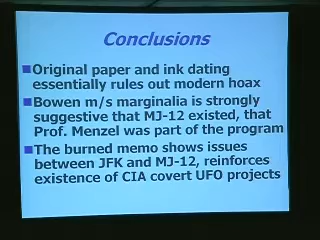 Conclusions
Original paper and ink dating
essentially rules out modern hoax
Bowen m/s marginalia is strongly
suggestive that MJ-12 existed, that
Prof. Menzel was part of the program
The burned memo shows issues
between JFK and MJ-12, reinforces
existence of CIA covert UFO projects